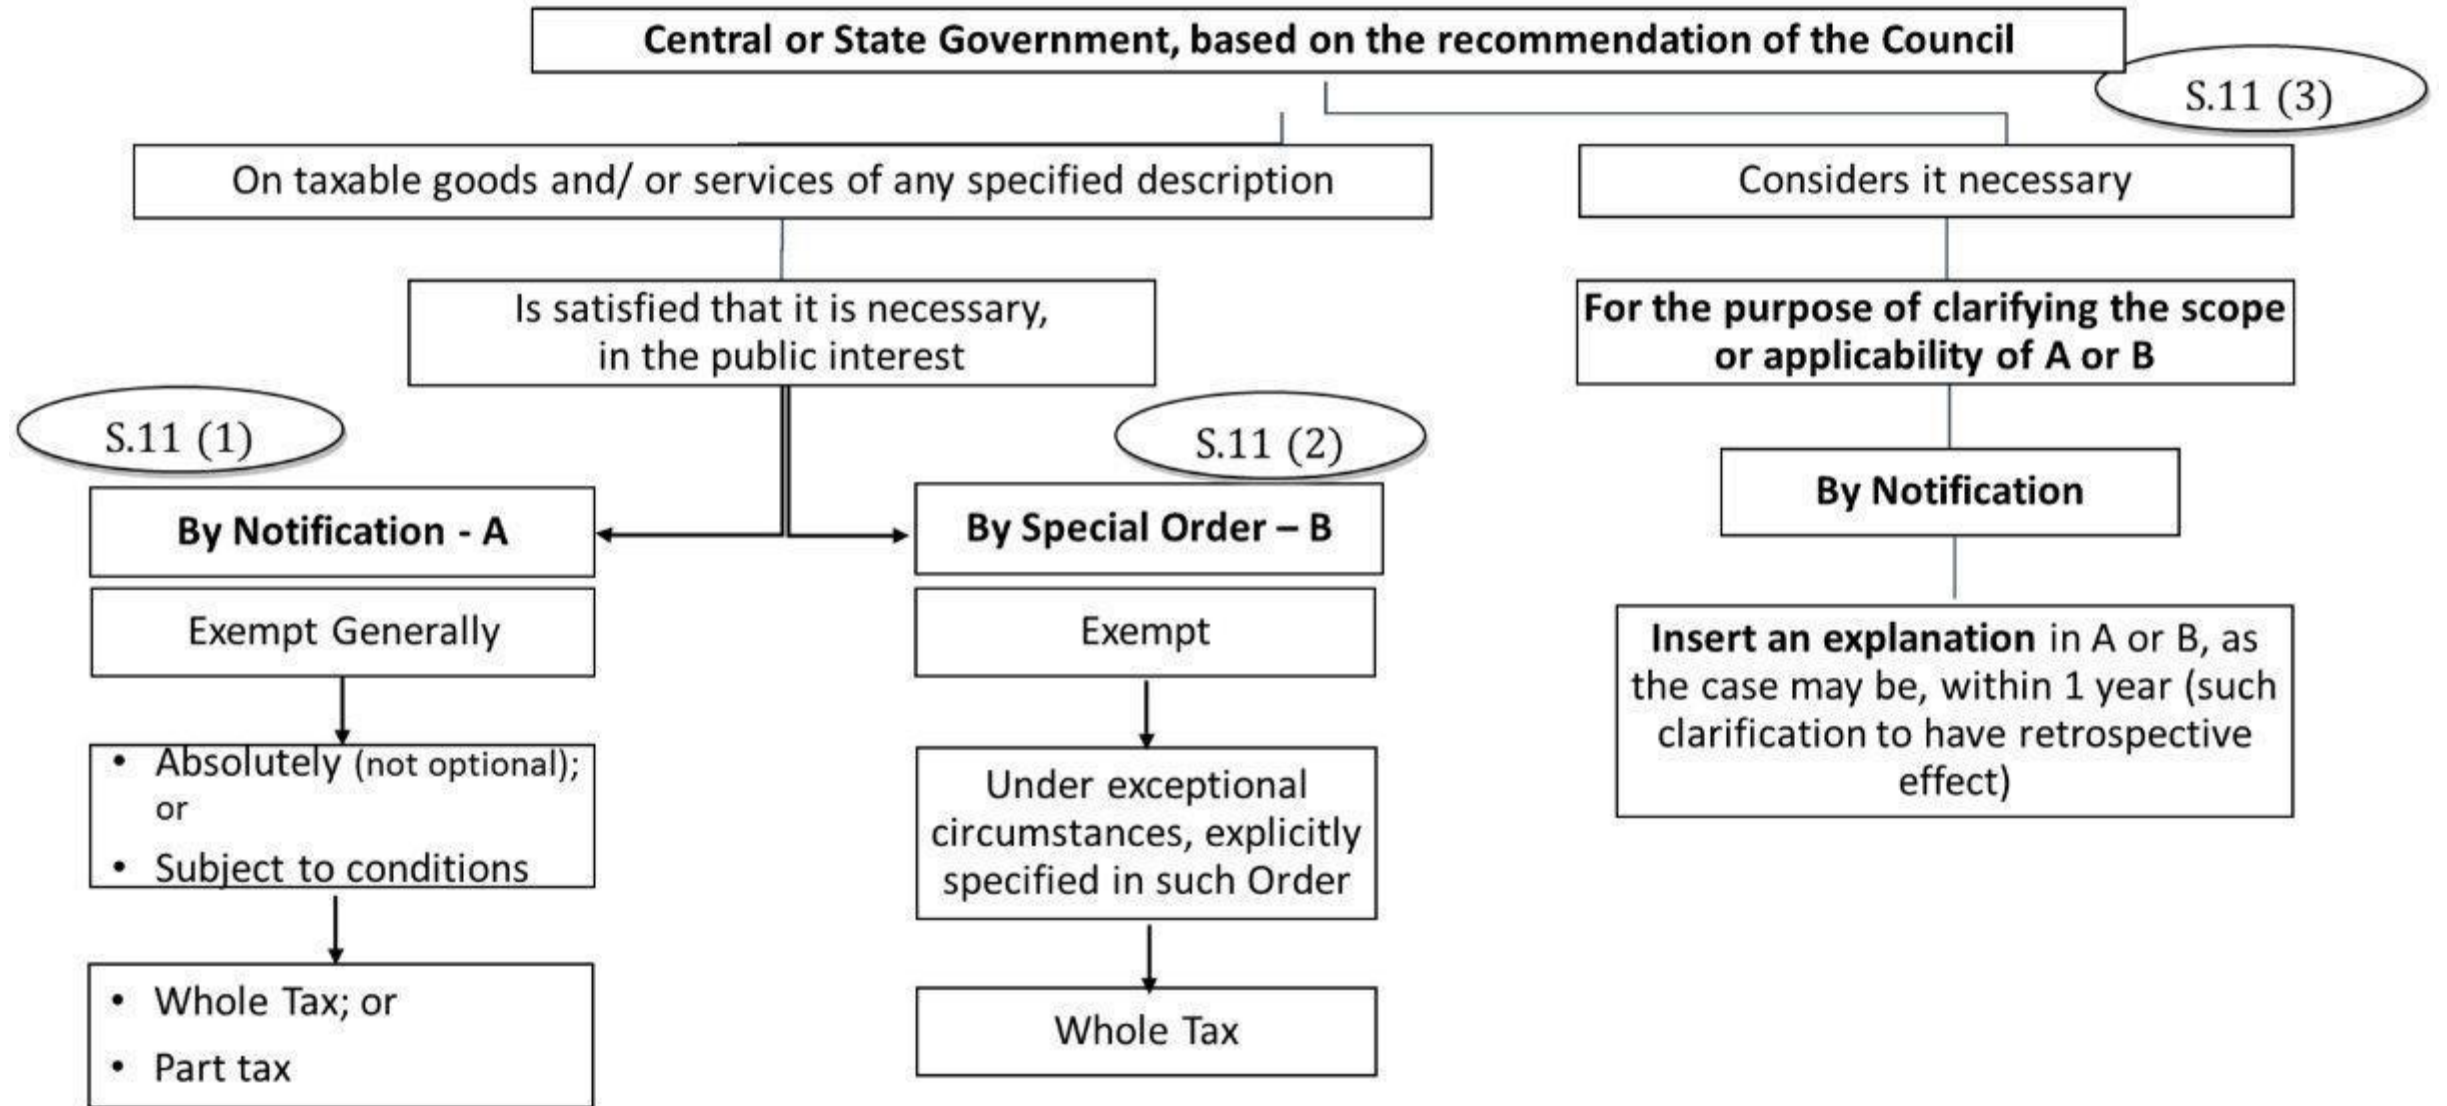 Central or State Government, based on the recommendation of the Council
S.11 (3)
On taxable goods and/ or services of any specified description
Considers it necessary
Is satisfied that it is necessary,
in the public interest
For the purpose of clarifying the scope
or applicability of A or B
S.11 (1)
S.11 (2)
By Notification - A
By Special Order – B
By Notification
Exempt Generally
Exempt
Insert an explanation in A or B, as
the case may be, within 1 year (such
clarification to have retrospective
effect)
• Absolutely (not optional);
or
• Subject to conditions
Under exceptional
circumstances, explicitly
specified in such Order
• Whole Tax; or
• Part tax
Whole Tax